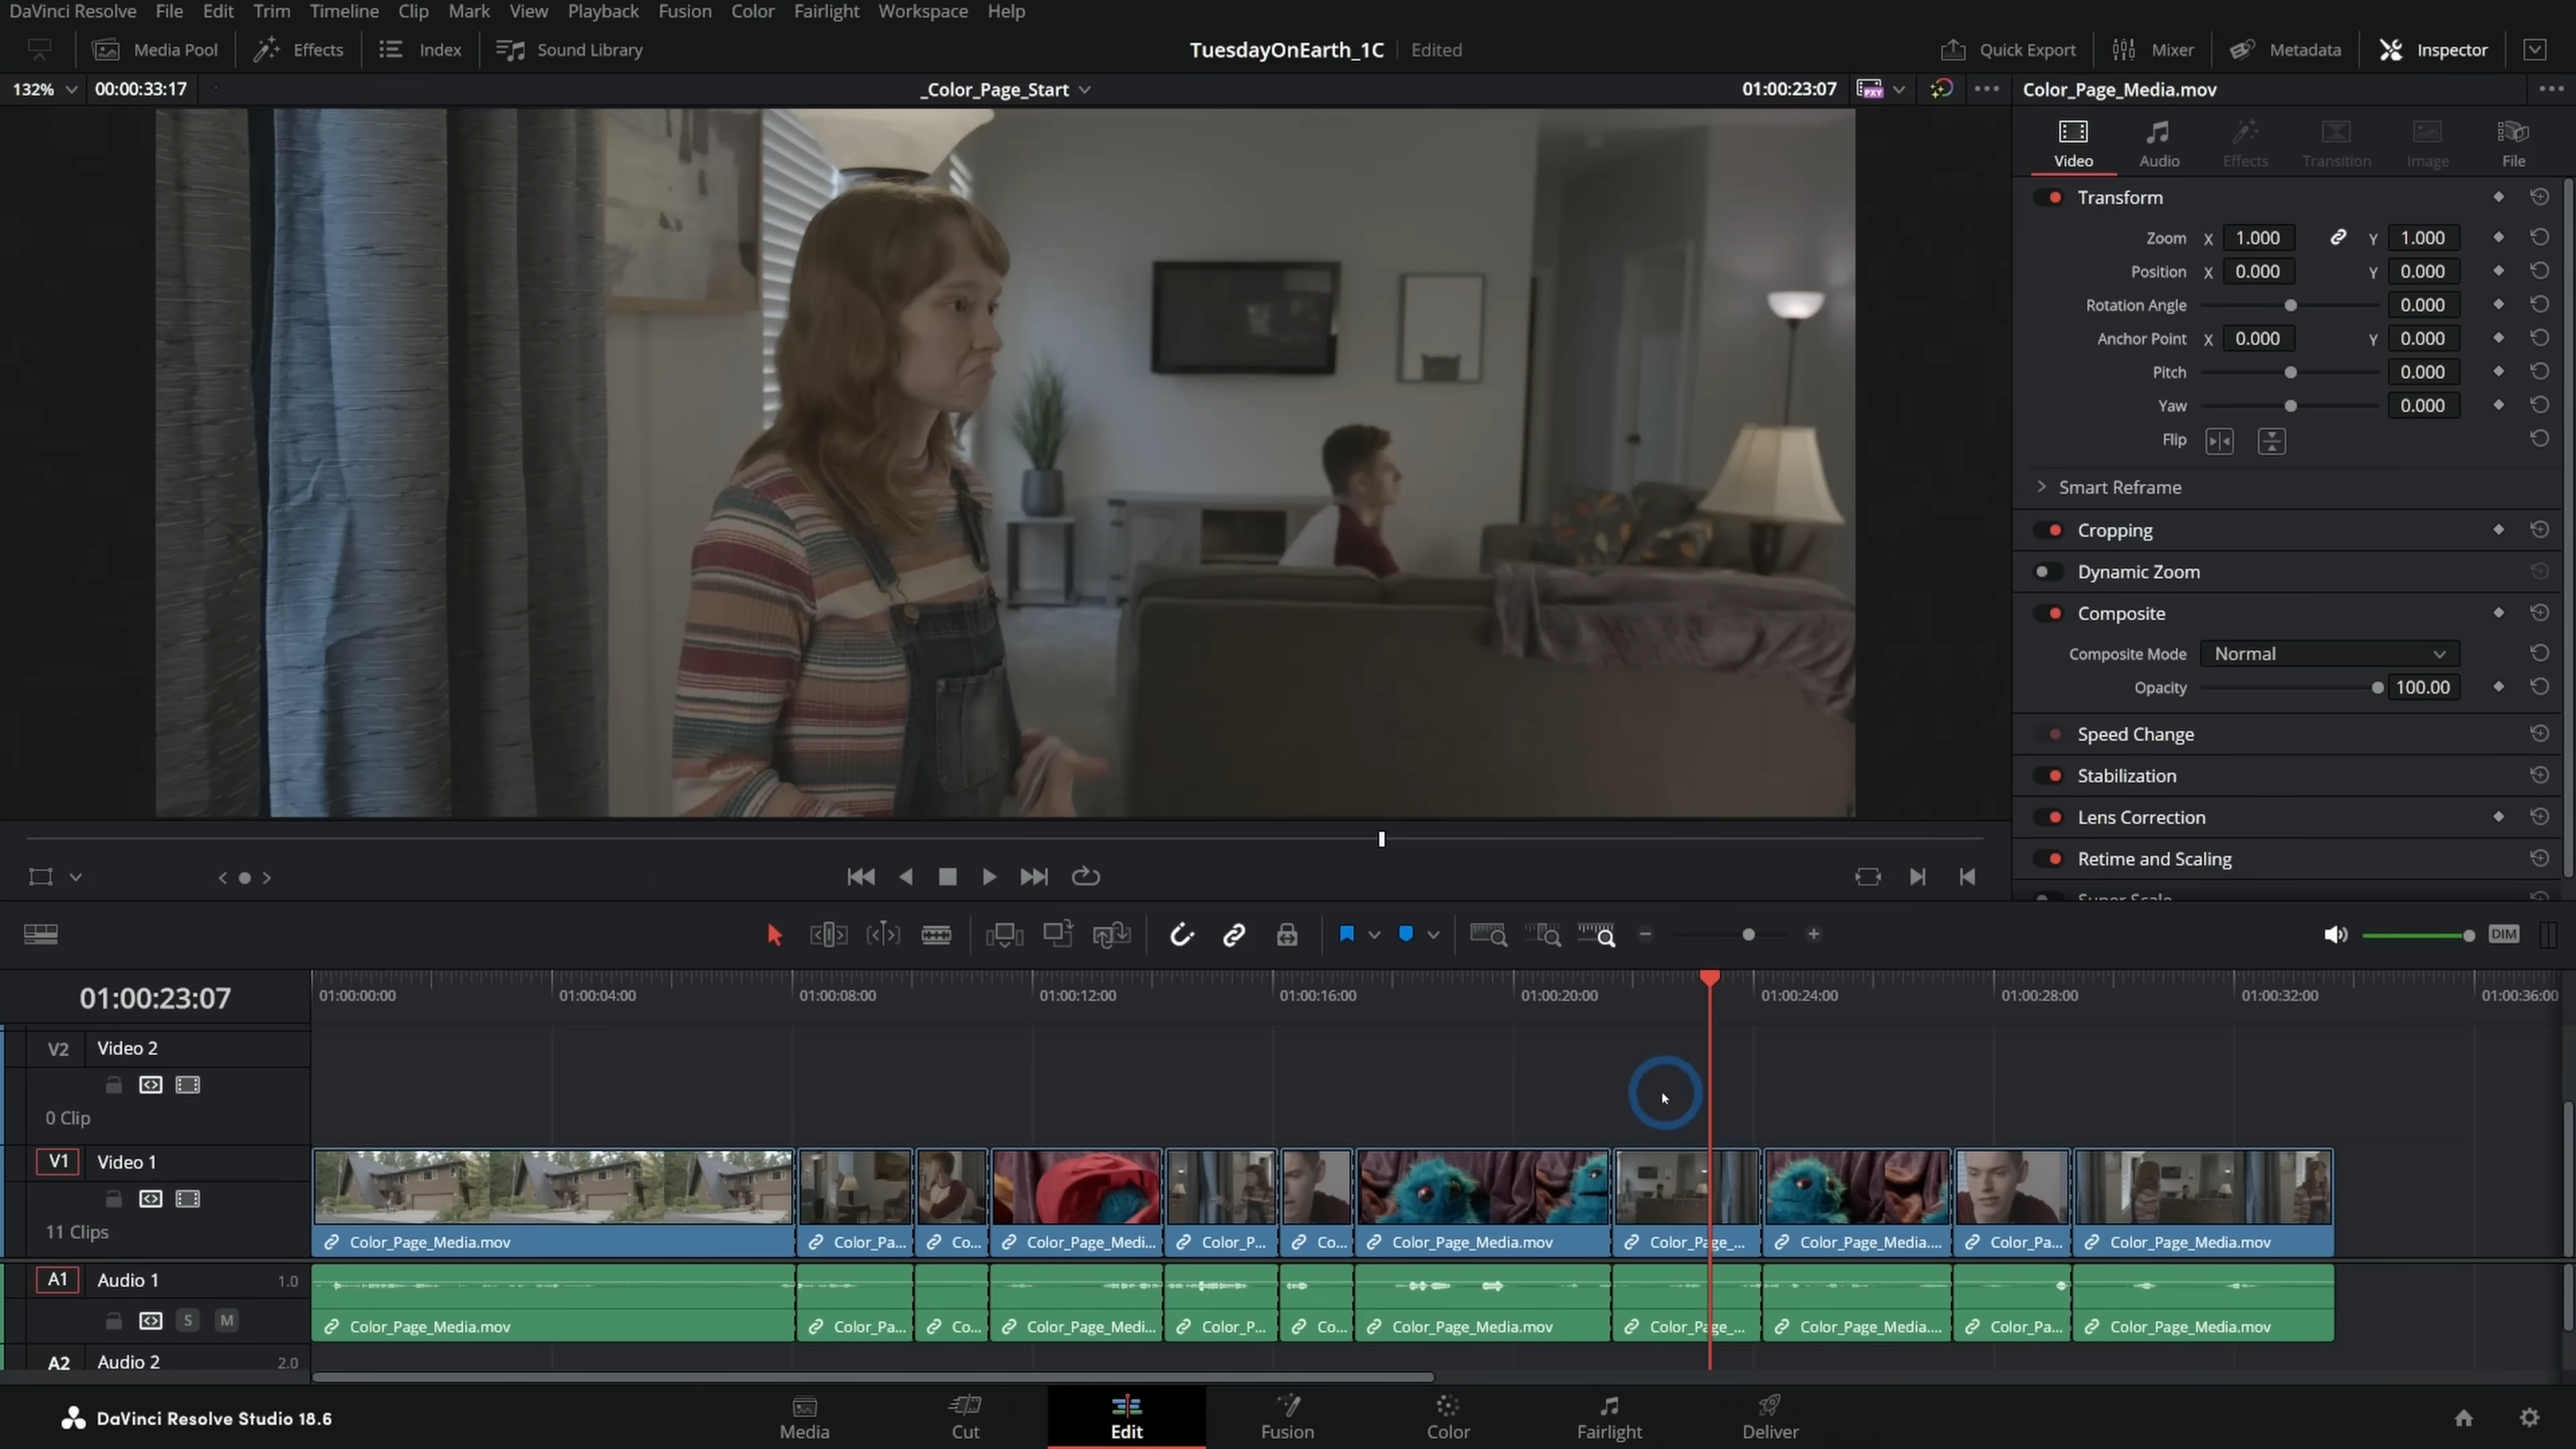 DaVinci Resolve File Edit Trim Timeline Clip Mark View Playback Fusion Color Fairlight Workspace Help
Media Pool Effects Index Sound Library TuesdayOnEarth_1C Edited Quick Export Mixer Metadata Inspector
132% 00:00:33:17 _Color_Page_Start 01:00:23:07 PXY Color_Page_Media.mov
Video Audio Effects Transition Image File
Transform
Zoom X 1.000 Y 1.000
Position X 0.000 Y 0.000
Rotation Angle 0.000
Anchor Point X 0.000 Y 0.000
Pitch 0.000
Yaw 0.000
Flip
Smart Reframe
Cropping
Dynamic Zoom
Composite
Composite Mode Normal
Opacity 100.00
Speed Change
Stabilization
Lens Correction
Retime and Scaling
Super Scale
DIM
01:00:23:07 01:00:00:00 01:00:04:00 01:00:08:00 01:00:12:00 01:00:16:00 01:00:20:00 01:00:24:00 01:00:28:00 01:00:32:00 01:00:36:00
V2 Video 2
0 Clip
V1 Video 1
11 Clips
Color_Page_Media.mov Color_Pa... Co... Color_Page_Medi... Color_P... Co... Color_Page_Media.mov Color_Page_... Color_Page_Media.... Color_Pa... Color_Page_Media.mov
A1 Audio 1 1.0
S M
Color_Page_Media.mov Color_Pa... Co... Color_Page_Medi... Color_P... Co... Color_Page_Media.mov Color_Page_... Color_Page_Media.... Color_Pa... Color_Page_Media.mov
A2 Audio 2 2.0
DaVinci Resolve Studio 18.6 Media Cut Edit Fusion Color Fairlight Deliver